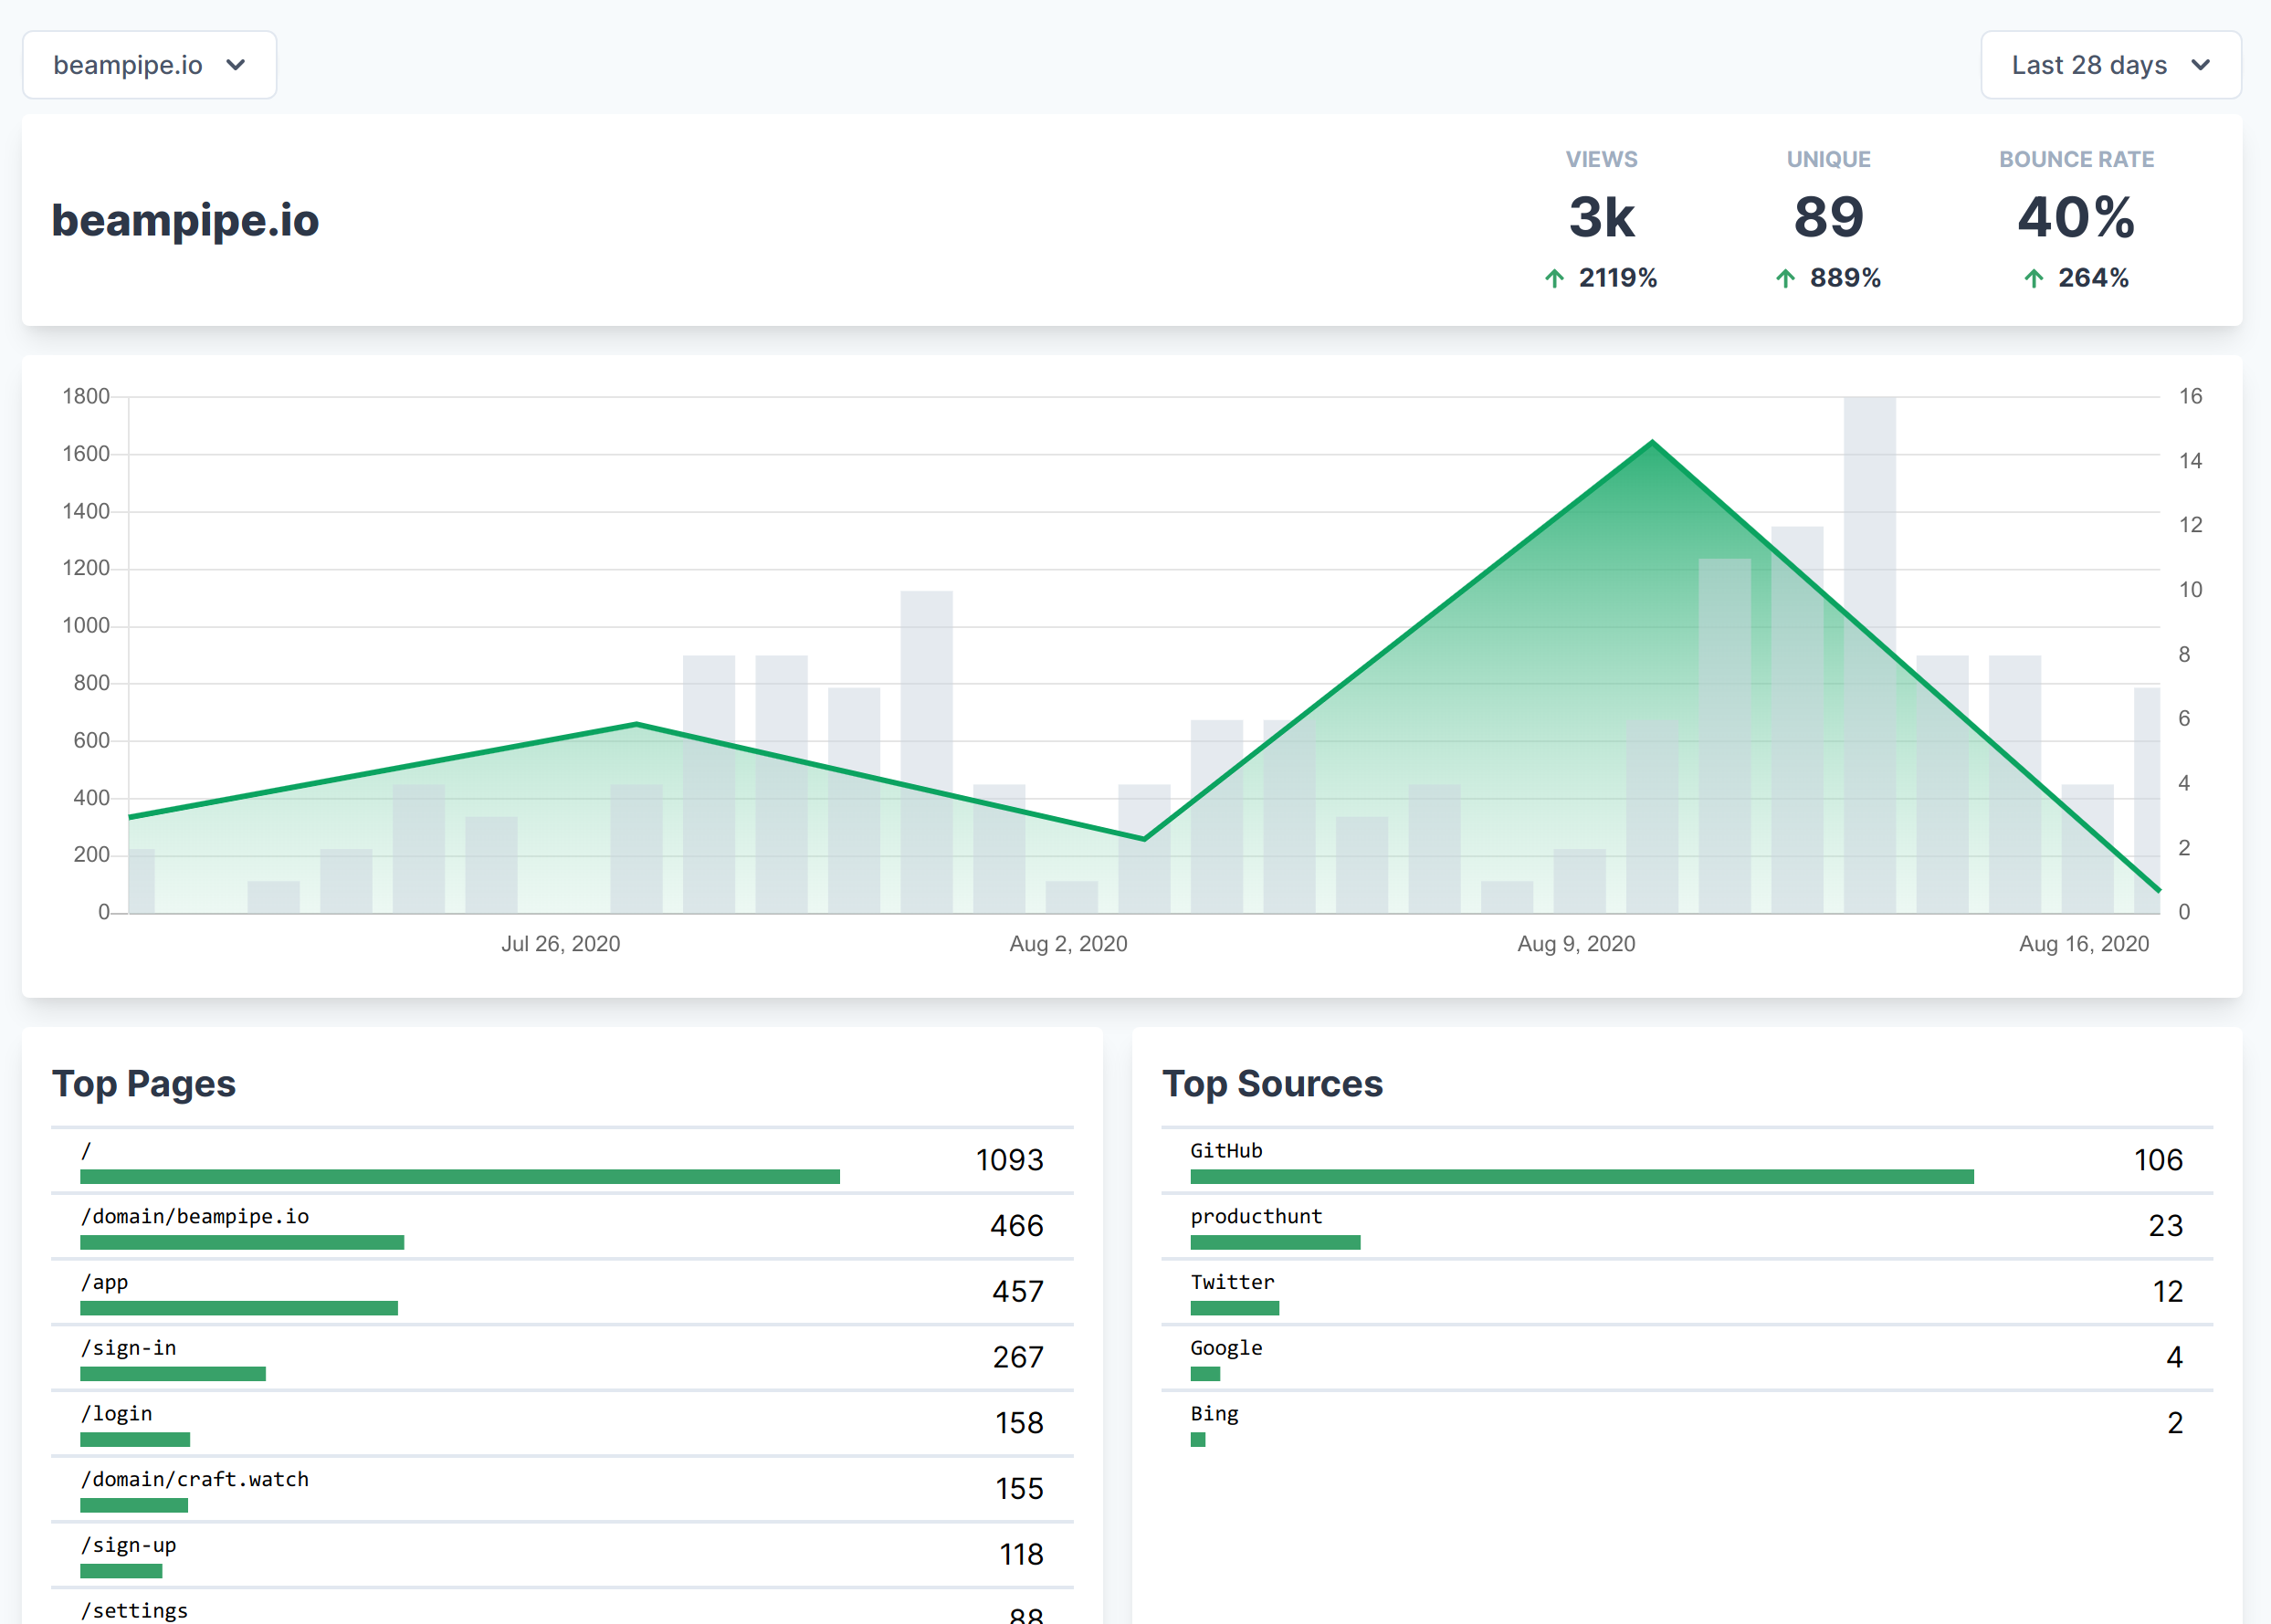 beampipe.io
Last 28 days
beampipe.io
VIEWS
3k
2119%
UNIQUE
89
889%
BOUNCE RATE
40%
264%
1800
1600
1400
1200
1000
800
600
400
200
0
16
14
12
10
8
6
4
2
0
Jul 26, 2020
Aug 2, 2020
Aug 9, 2020
Aug 16, 2020
Top Pages
/ 1093
/domain/beampipe.io 466
/app 457
/sign-in 267
/login 158
/domain/craft.watch 155
/sign-up 118
/settings 88
Top Sources
GitHub 106
producthunt 23
Twitter 12
Google 4
Bing 2